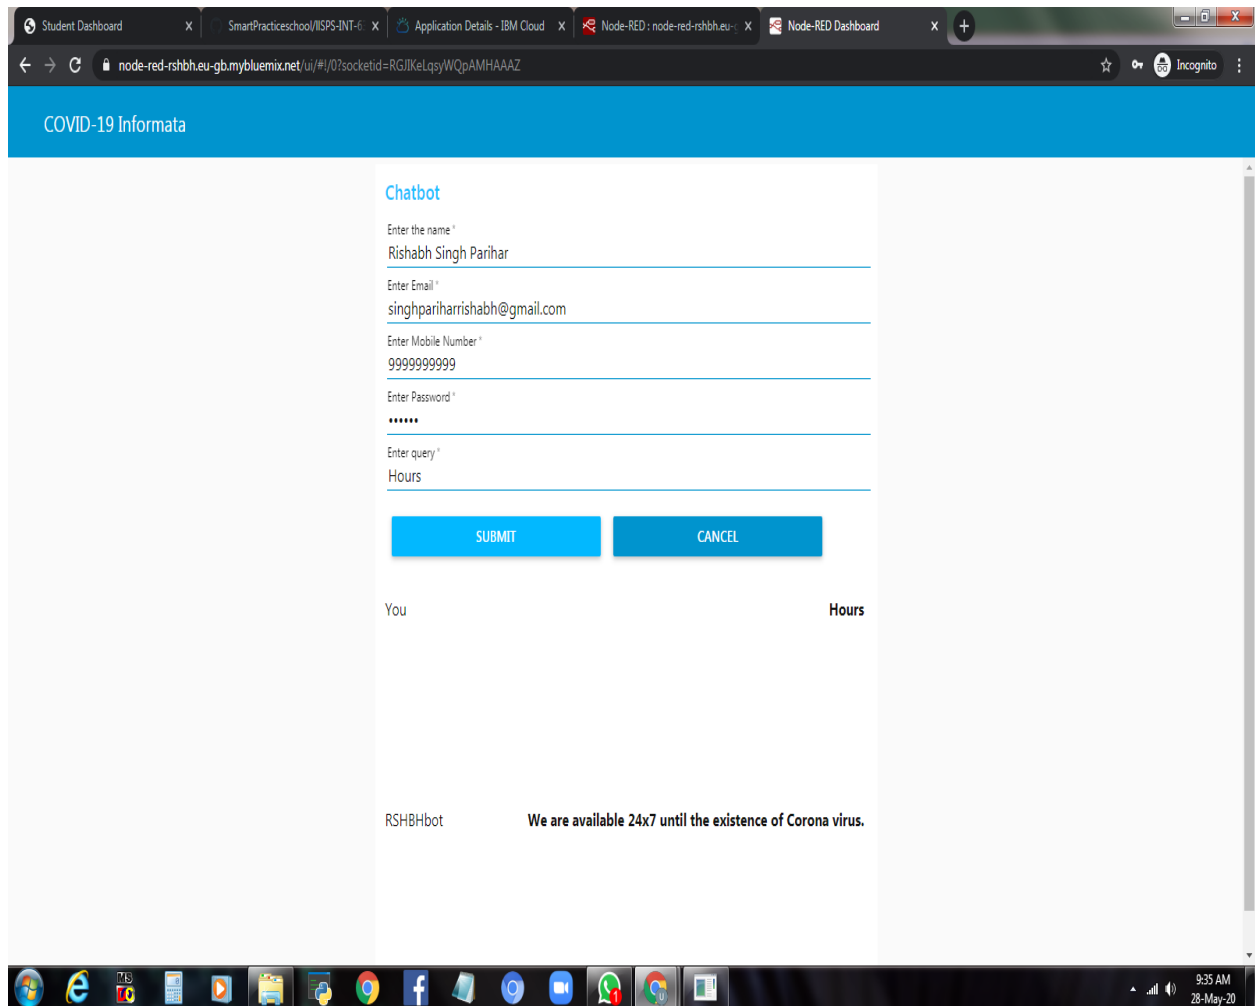 Student Dashboard
SmartPracticeschool/IISPS-INT-6
Application Details - IBM Cloud
Node-RED : node-red-rshbh.eu-g
Node-RED Dashboard
node-red-rshbh.eu-gb.mybluemix.net/ui/#!/0?socketid=RGJIKeLqsyWQpAMHAAAZ
Incognito
COVID-19 Informata
Chatbot
Enter the name *
Rishabh Singh Parihar
Enter Email *
singhpariharrishabh@gmail.com
Enter Mobile Number *
9999999999
Enter Password *
••••••
Enter query *
Hours
SUBMIT CANCEL
You Hours
RSHBHbot We are available 24x7 until the existence of Corona virus.
9:35 AM
28-May-20